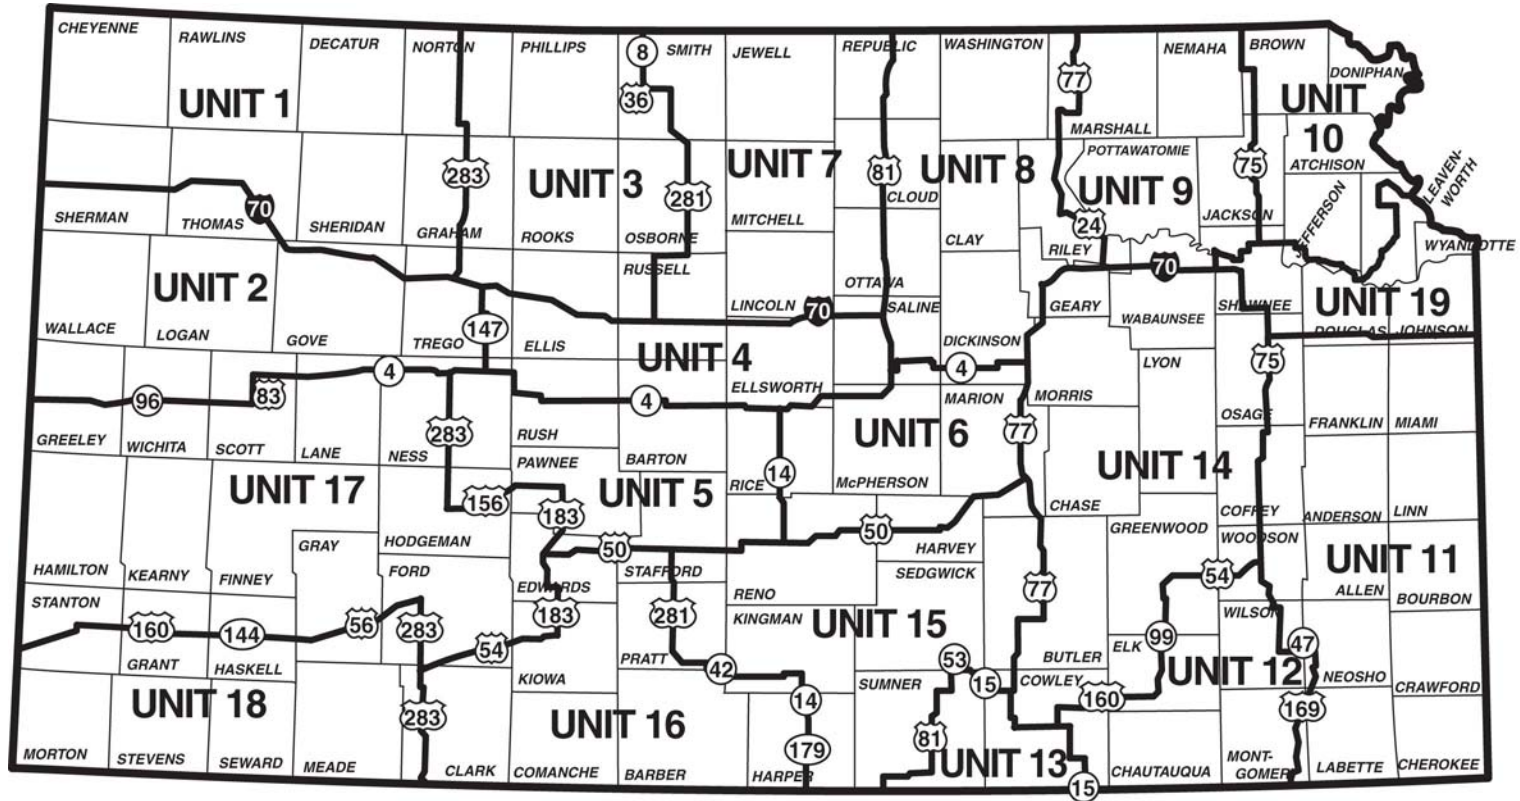 CHEYENNE
RAWLINS
DECATUR
NORTON
PHILLIPS
8
SMITH
JEWELL
REPUBLIC
WASHINGTON
77
NEMAHA
BROWN
DONIPHAN
UNIT 1
36
MARSHALL
UNIT
10
283
UNIT 3
281
UNIT 7
81
UNIT 8
POTTAWATOMIE
UNIT 9
75
ATCHISON
LEAVEN-
WORTH
CLOUD
SHERMAN
THOMAS
70
SHERIDAN
GRAHAM
ROOKS
OSBORNE
MITCHELL
CLAY
24
RILEY
JACKSON
JEFFERSON
WYANDOTTE
UNIT 2
RUSSELL
OTTAWA
70
WALLACE
LOGAN
GOVE
TREGO
147
ELLIS
LINCOLN
70
SALINE
DICKINSON
GEARY
WABAUNSEE
SHAWNEE
UNIT 19
DOUGLAS
JOHNSON
UNIT 4
96
83
4
4
ELLSWORTH
4
MARION
MORRIS
LYON
75
OSAGE
FRANKLIN
MIAMI
GREELEY
WICHITA
SCOTT
LANE
NESS
283
RUSH
BARTON
UNIT 6
77
PAWNEE
UNIT 17
156
183
UNIT 5
RICE
14
McPHERSON
UNIT 14
CHASE
COFFEY
ANDERSON
LINN
HAMILTON
KEARNY
FINNEY
GRAY
HODGEMAN
50
50
HARVEY
GREENWOOD
WOODSON
UNIT 11
STANTON
FORD
EDWARDS
STAFFORD
RENO
SEDGWICK
77
54
ALLEN
BOURBON
160
144
56
283
183
281
KINGMAN
UNIT 15
WILSON
GRANT
HASKELL
54
PRATT
42
53
BUTLER
ELK
99
47
UNIT 12
NEOSHO
CRAWFORD
UNIT 18
KIOWA
14
SUMNER
15
COWLEY
160
169
283
UNIT 16
179
81
UNIT 13
MORTON
STEVENS
SEWARD
MEADE
CLARK
COMANCHE
BARBER
HARPER
15
CHAUTAUQUA
MONT-
GOMERY
LABETTE
CHEROKEE